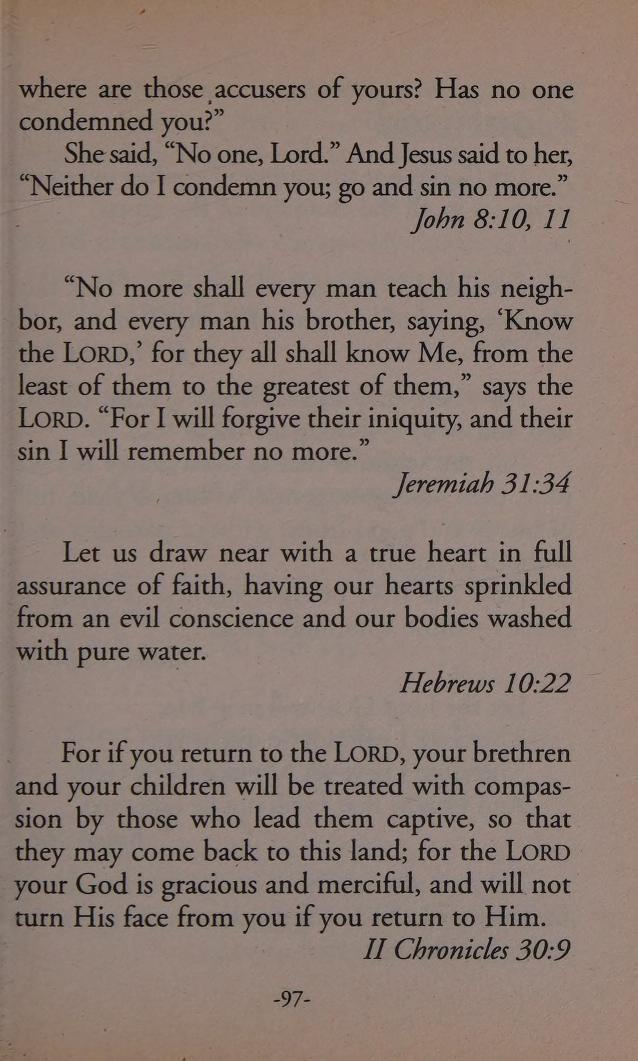 where are those accusers of yours? Has no one
condemned you?”
She said, “No one, Lord.” And Jesus said to her,
“Neither do I condemn you; go and sin no more.”
John 8:10, 11
“No more shall every man teach his neigh-
bor, and every man his brother, saying, ‘Know
the LORD,’ for they all shall know Me, from the
least of them to the greatest of them,” says the
LORD. “For I will forgive their iniquity, and their
sin I will remember no more.”
Jeremiah 31:34
Let us draw near with a true heart in full
assurance of faith, having our hearts sprinkled
from an evil conscience and our bodies washed
with pure water.
Hebrews 10:22
For if you return to the LORD, your brethren
and your children will be treated with compas-
sion by those who lead them captive, so that
they may come back to this land; for the LORD
your God is gracious and merciful, and will not
turn His face from you if you return to Him.
II Chronicles 30:9
-97-